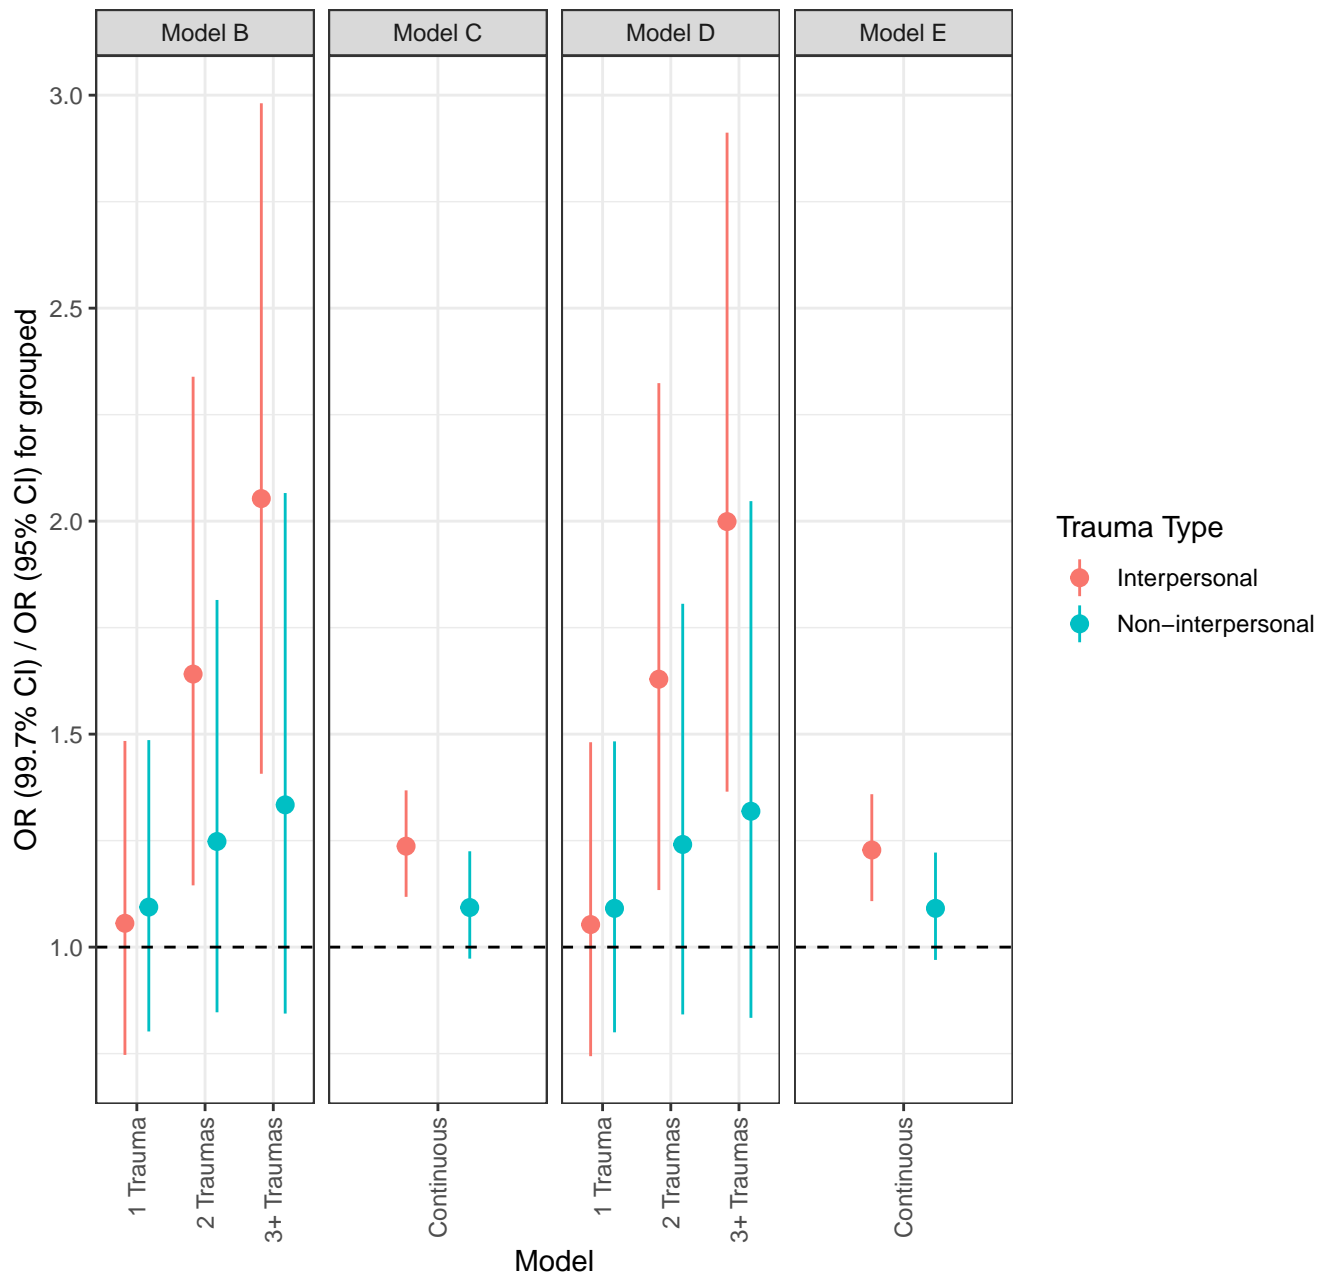 Model B
Model C
Model D
Model E
OR (99.7% CI) / OR (95% CI) for grouped
3.0
2.5
2.0
1.5
1.0
1 Trauma
2 Traumas
3+ Traumas
Continuous
1 Trauma
2 Traumas
3+ Traumas
Continuous
Model
Trauma Type
Interpersonal
Non−interpersonal